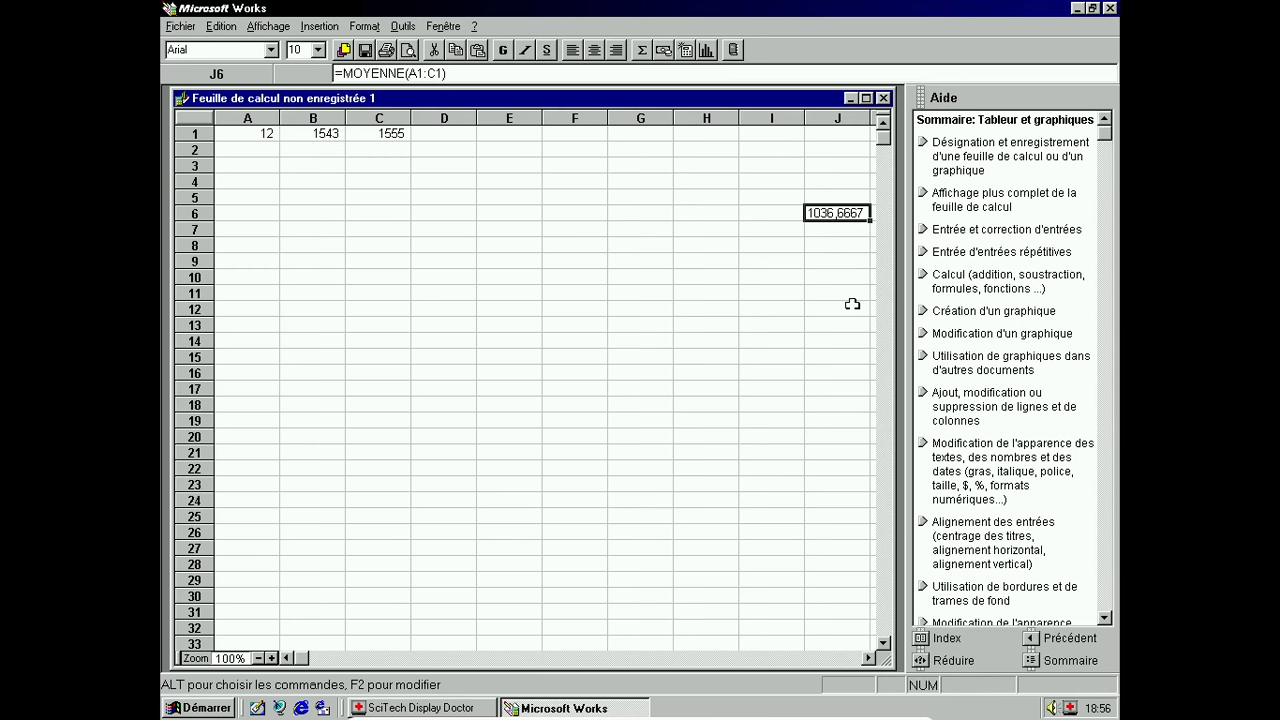 Microsoft Works
Fichier Edition Affichage Insertion Format Outils Fenêtre ?
Arial 10 G I S Σ
J6 =MOYENNE(A1:C1)
Feuille de calcul non enregistrée 1
A B C D E F G H I J
1 12 1543 1555
2
3
4
5
6 1036,6667
7
8
9
10
11
12
13
14
15
16
17
18
19
20
21
22
23
24
25
26
27
28
29
30
31
32
33
Zoom 100%
Aide
Sommaire: Tableur et graphiques
Désignation et enregistrement
d'une feuille de calcul ou d'un
graphique
Affichage plus complet de la
feuille de calcul
Entrée et correction d'entrées
Entrée d'entrées répétitives
Calcul (addition, soustraction,
formules, fonctions ...)
Création d'un graphique
Modification d'un graphique
Utilisation de graphiques dans
d'autres documents
Ajout, modification ou
suppression de lignes et de
colonnes
Modification de l'apparence des
textes, des nombres et des
dates (gras, italique, police,
taille, $, %, formats
numériques...)
Alignement des entrées
(centrage des titres,
alignement horizontal,
alignement vertical)
Utilisation de bordures et de
trames de fond
Modification de l'apparence
Index Précédent
Réduire Sommaire
ALT pour choisir les commandes, F2 pour modifier NUM
Démarrer SciTech Display Doctor Microsoft Works 18:56